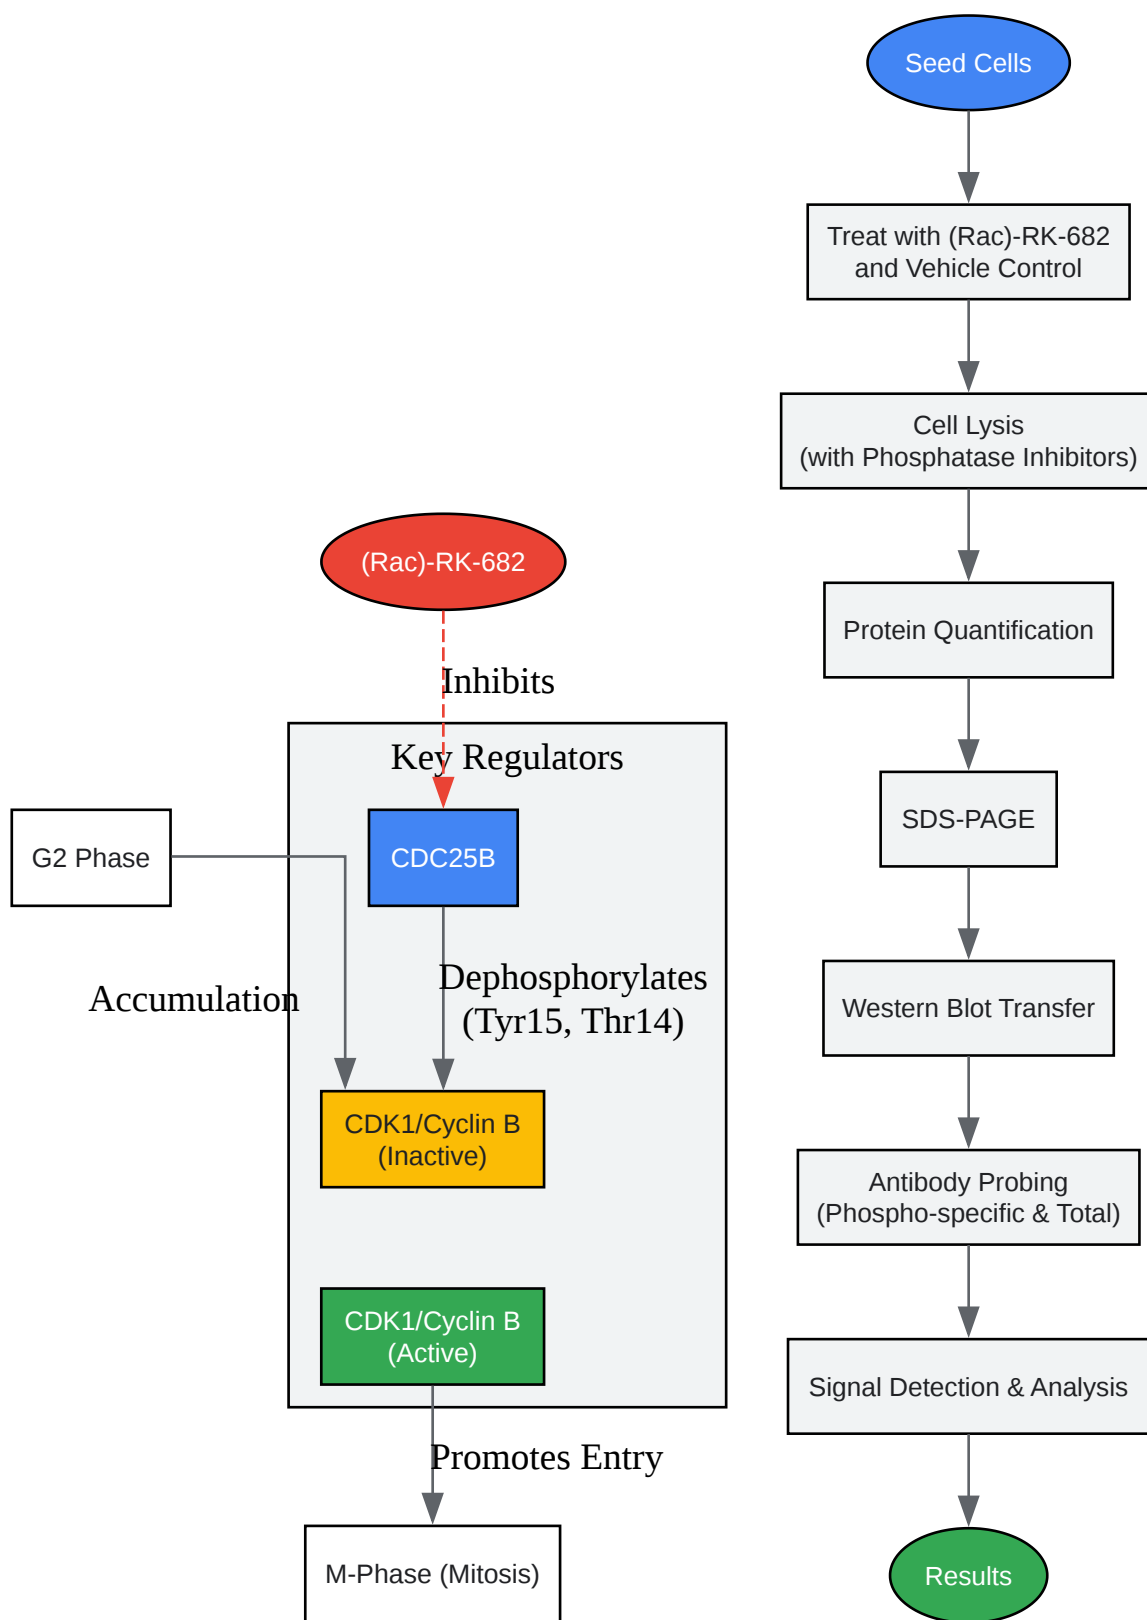 Seed Cells
Treat with (Rac)-RK-682
and Vehicle Control
Cell Lysis
(with Phosphatase Inhibitors)
Protein Quantification
SDS-PAGE
Western Blot Transfer
Antibody Probing
(Phospho-specific & Total)
Signal Detection & Analysis
Results
(Rac)-RK-682
Inhibits
Key Regulators
G2 Phase
CDC25B
Accumulation
Dephosphorylates
(Tyr15, Thr14)
CDK1/Cyclin B
(Inactive)
CDK1/Cyclin B
(Active)
Promotes Entry
M-Phase (Mitosis)